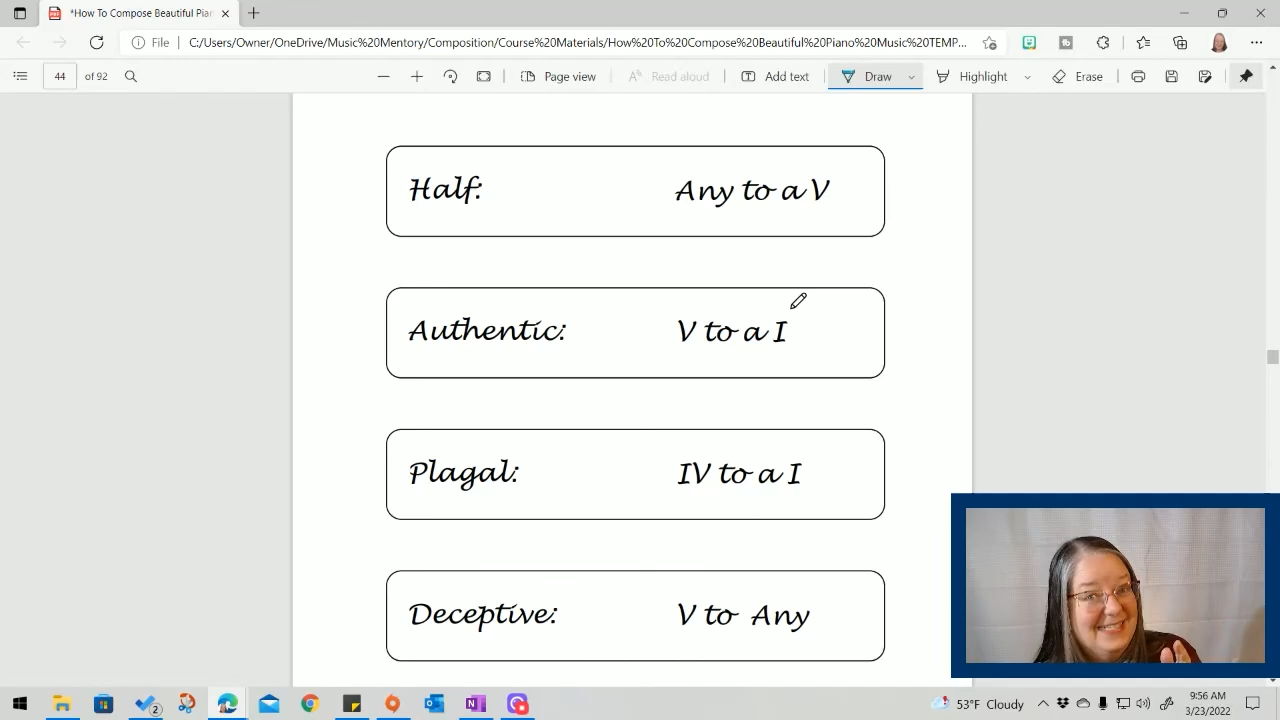 *How To Compose Beautiful Pia
File
C:/Users/Owner/OneDrive/Music%20Mentory/Composition/Course%20Materials/How%20To%20Compose%20Beautiful%20Piano%20Music%20TEMP...
44 of 92
Page view
Read aloud
Add text
Draw
Highlight
Erase
Half: Any to a V
Authentic: V to a I
Plagal: IV to a I
Deceptive: V to Any
2
53°F Cloudy
9:56 AM
3/23/2022